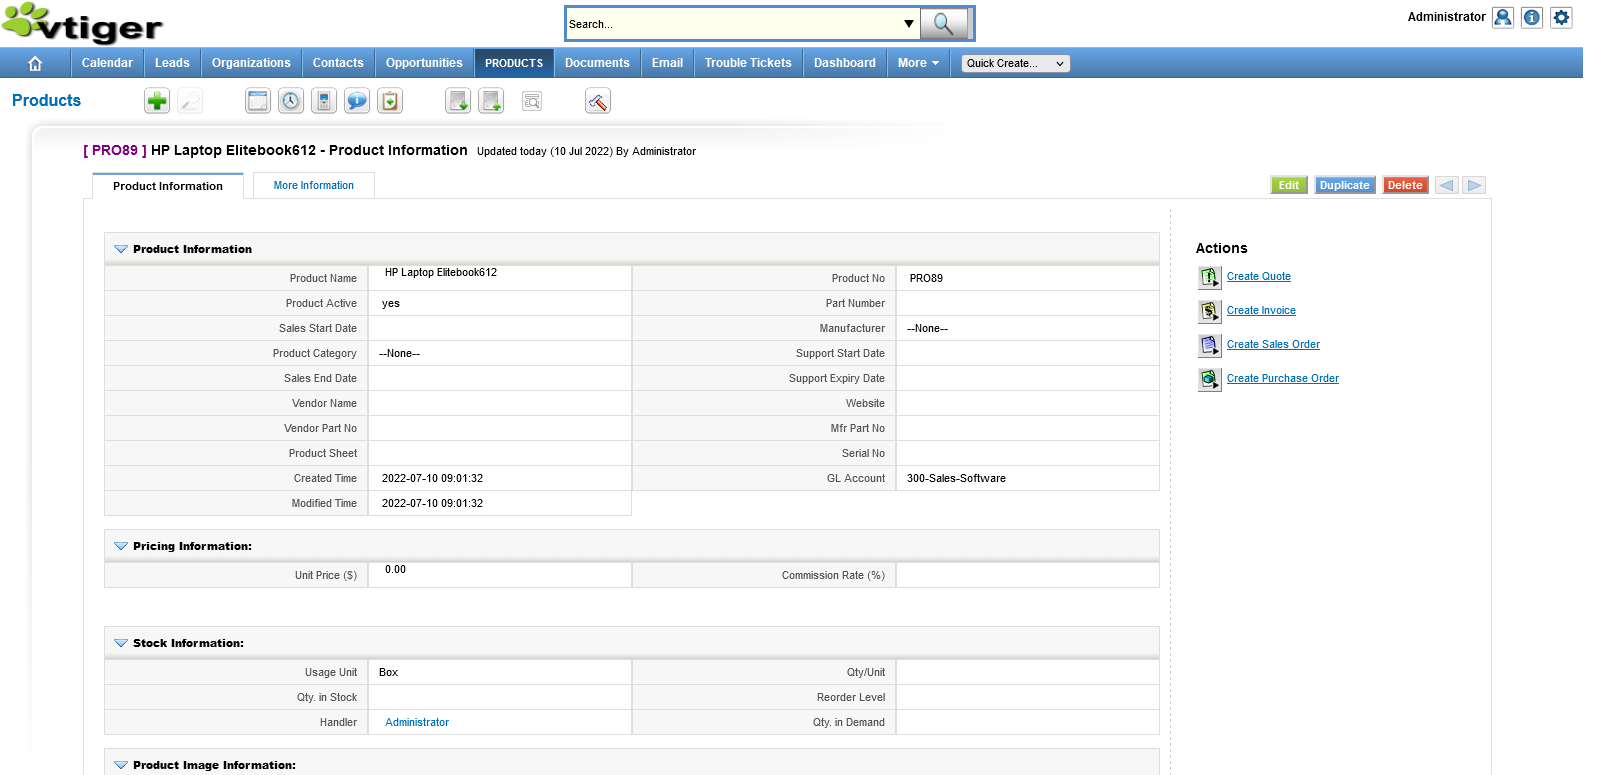 vtiger
Search...
Administrator
Calendar Leads Organizations Contacts Opportunities PRODUCTS Documents Email Trouble Tickets Dashboard More Quick Create...
Products
[ PRO89 ] HP Laptop Elitebook612 - Product Information Updated today (10 Jul 2022) By Administrator
Product Information More Information
Edit Duplicate Delete
Product Information
Product Name HP Laptop Elitebook612 Product No PRO89
Product Active yes Part Number
Sales Start Date Manufacturer --None--
Product Category --None-- Support Start Date
Sales End Date Support Expiry Date
Vendor Name Website
Vendor Part No Mfr Part No
Product Sheet Serial No
Created Time 2022-07-10 09:01:32 GL Account 300-Sales-Software
Modified Time 2022-07-10 09:01:32
Pricing Information:
Unit Price ($) 0.00 Commission Rate (%)
Stock Information:
Usage Unit Box Qty/Unit
Qty. in Stock Reorder Level
Handler Administrator Qty. in Demand
Product Image Information:
Actions
Create Quote
Create Invoice
Create Sales Order
Create Purchase Order